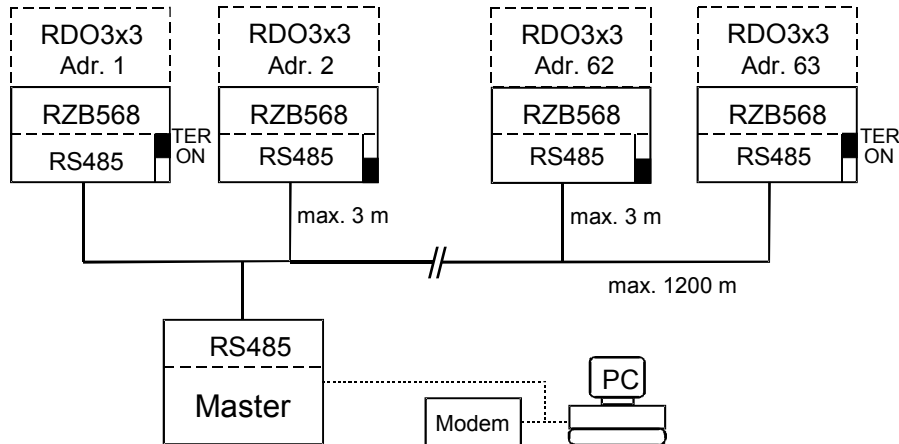 RDO3x3
Adr. 1
RZB568
RS485
TER
ON
RDO3x3
Adr. 2
RZB568
RS485
max. 3 m
RDO3x3
Adr. 62
RZB568
RS485
max. 3 m
RDO3x3
Adr. 63
RZB568
RS485
TER
ON
max. 1200 m
RS485
Master
Modem
PC